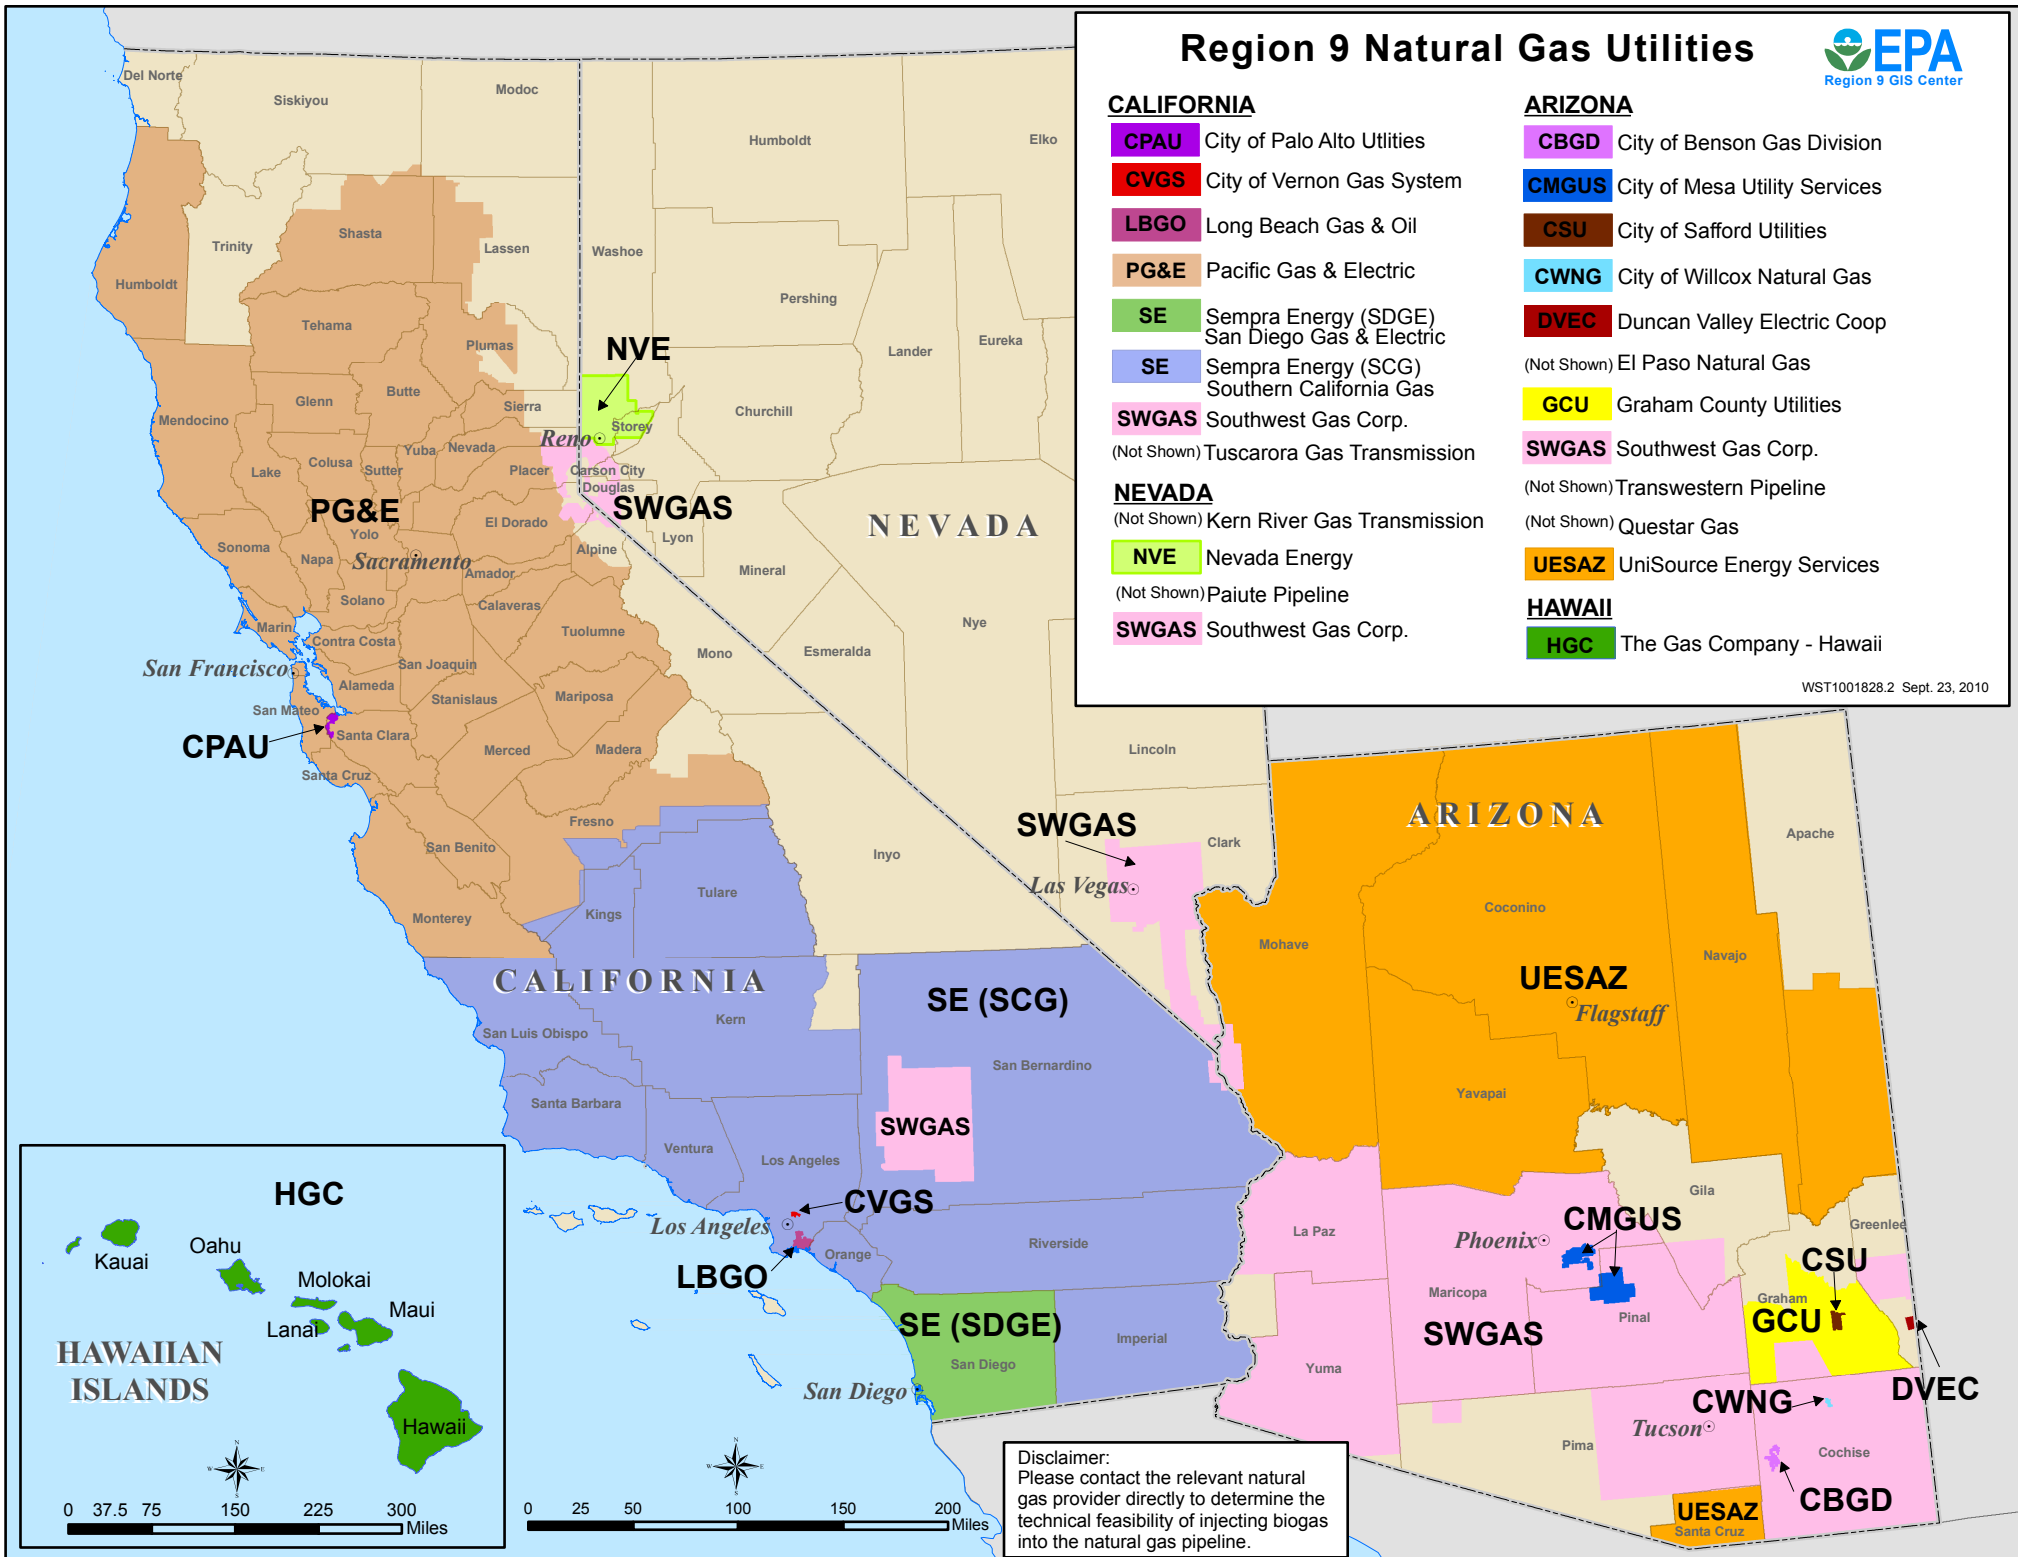 Region 9 Natural Gas Utilities
EPA
Region 9 GIS Center
CALIFORNIA
CPAU City of Palo Alto Utlities
CVGS City of Vernon Gas System
LBGO Long Beach Gas & Oil
PG&E Pacific Gas & Electric
SE Sempra Energy (SDGE)
San Diego Gas & Electric
SE Sempra Energy (SCG)
Southern California Gas
SWGAS Southwest Gas Corp.
(Not Shown) Tuscarora Gas Transmission
NEVADA
(Not Shown) Kern River Gas Transmission
NVE Nevada Energy
(Not Shown) Paiute Pipeline
SWGAS Southwest Gas Corp.
ARIZONA
CBGD City of Benson Gas Division
CMGUS City of Mesa Utility Services
CSU City of Safford Utilities
CWNG City of Willcox Natural Gas
DVEC Duncan Valley Electric Coop
(Not Shown) El Paso Natural Gas
GCU Graham County Utilities
SWGAS Southwest Gas Corp.
(Not Shown) Transwestern Pipeline
(Not Shown) Questar Gas
UESAZ UniSource Energy Services
HAWAII
HGC The Gas Company - Hawaii
WST1001828.2 Sept. 23, 2010
Del Norte
Siskiyou
Modoc
Humboldt
Elko
Trinity
Shasta
Lassen
Washoe
Humboldt
Pershing
Tehama
Plumas
Lander
Eureka
NVE
Butte
Glenn
Sierra
Churchill
Mendocino
Storey
Reno
Yuba
Nevada
Colusa
Sutter
Lake
Placer
Carson City
Douglas
PG&E
SWGAS
El Dorado
NEVADA
Yolo
Lyon
Sonoma
Napa
Sacramento
Alpine
Amador
Mineral
Solano
Calaveras
Marin
Contra Costa
Tuolumne
Nye
Mono
Esmeralda
San Francisco
San Joaquin
Alameda
Stanislaus
Mariposa
San Mateo
CPAU
Santa Clara
Merced
Madera
Lincoln
Santa Cruz
Fresno
San Benito
Inyo
SWGAS
Clark
Las Vegas
ARIZONA
Apache
Tulare
Kings
Monterey
Coconino
Mohave
Navajo
CALIFORNIA
SE (SCG)
UESAZ
Flagstaff
Kern
San Luis Obispo
San Bernardino
Yavapai
Santa Barbara
SWGAS
Ventura
Los Angeles
CVGS
Los Angeles
Gila
CMGUS
Greenlee
La Paz
Phoenix
Orange
Riverside
LBGO
CSU
Maricopa
Graham
Pinal
GCU
SWGAS
SE (SDGE)
San Diego
Imperial
Yuma
San Diego
CWNG
DVEC
Tucson
Pima
Cochise
CBGD
UESAZ
Santa Cruz
HGC
Kauai
Oahu
Molokai
Maui
Lanai
HAWAIIAN
ISLANDS
Hawaii
N
W E
S
0 37.5 75 150 225 300
Miles
N
W E
S
0 25 50 100 150 200
Miles
Disclaimer:
Please contact the relevant natural
gas provider directly to determine the
technical feasibility of injecting biogas
into the natural gas pipeline.